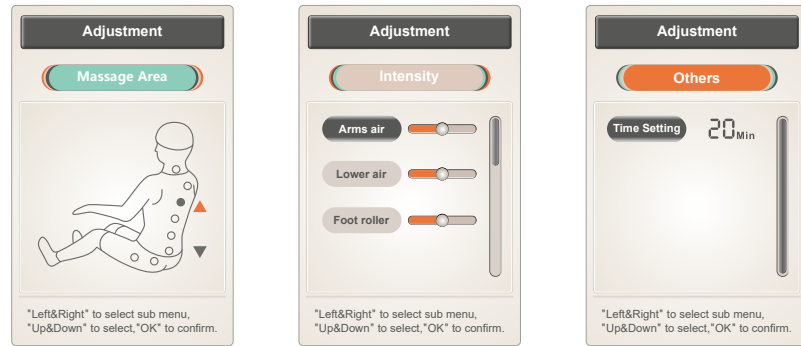 Adjustment
Massage Area
"Left&Right" to select sub menu,
"Up&Down" to select,"OK" to confirm.
Adjustment
Intensity
Arms air
Lower air
Foot roller
"Left&Right" to select sub menu,
"Up&Down" to select,"OK" to confirm.
Adjustment
Others
Time Setting 20Min
"Left&Right" to select sub menu,
"Up&Down" to select,"OK" to confirm.